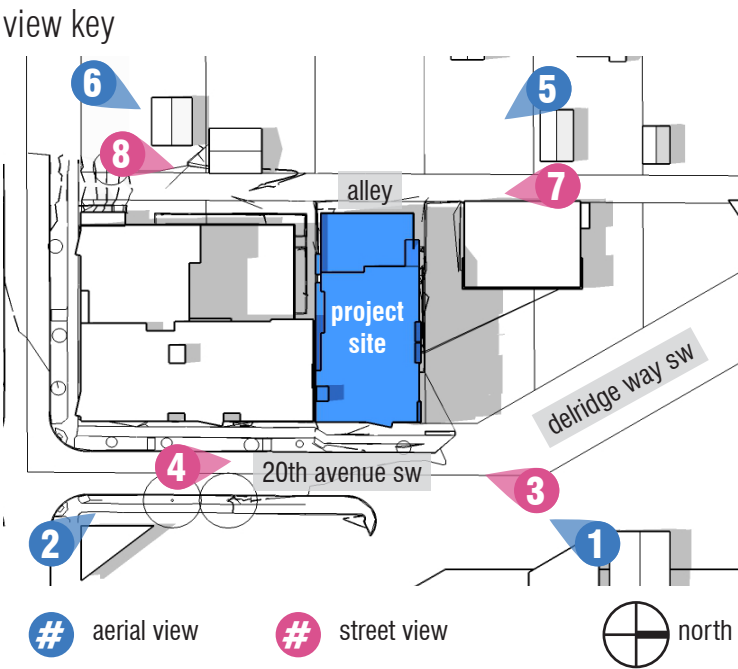 view key
6
5
8
7
alley
project
site
delridge way sw
4
20th avenue sw
3
2
1
# aerial view
# street view
north